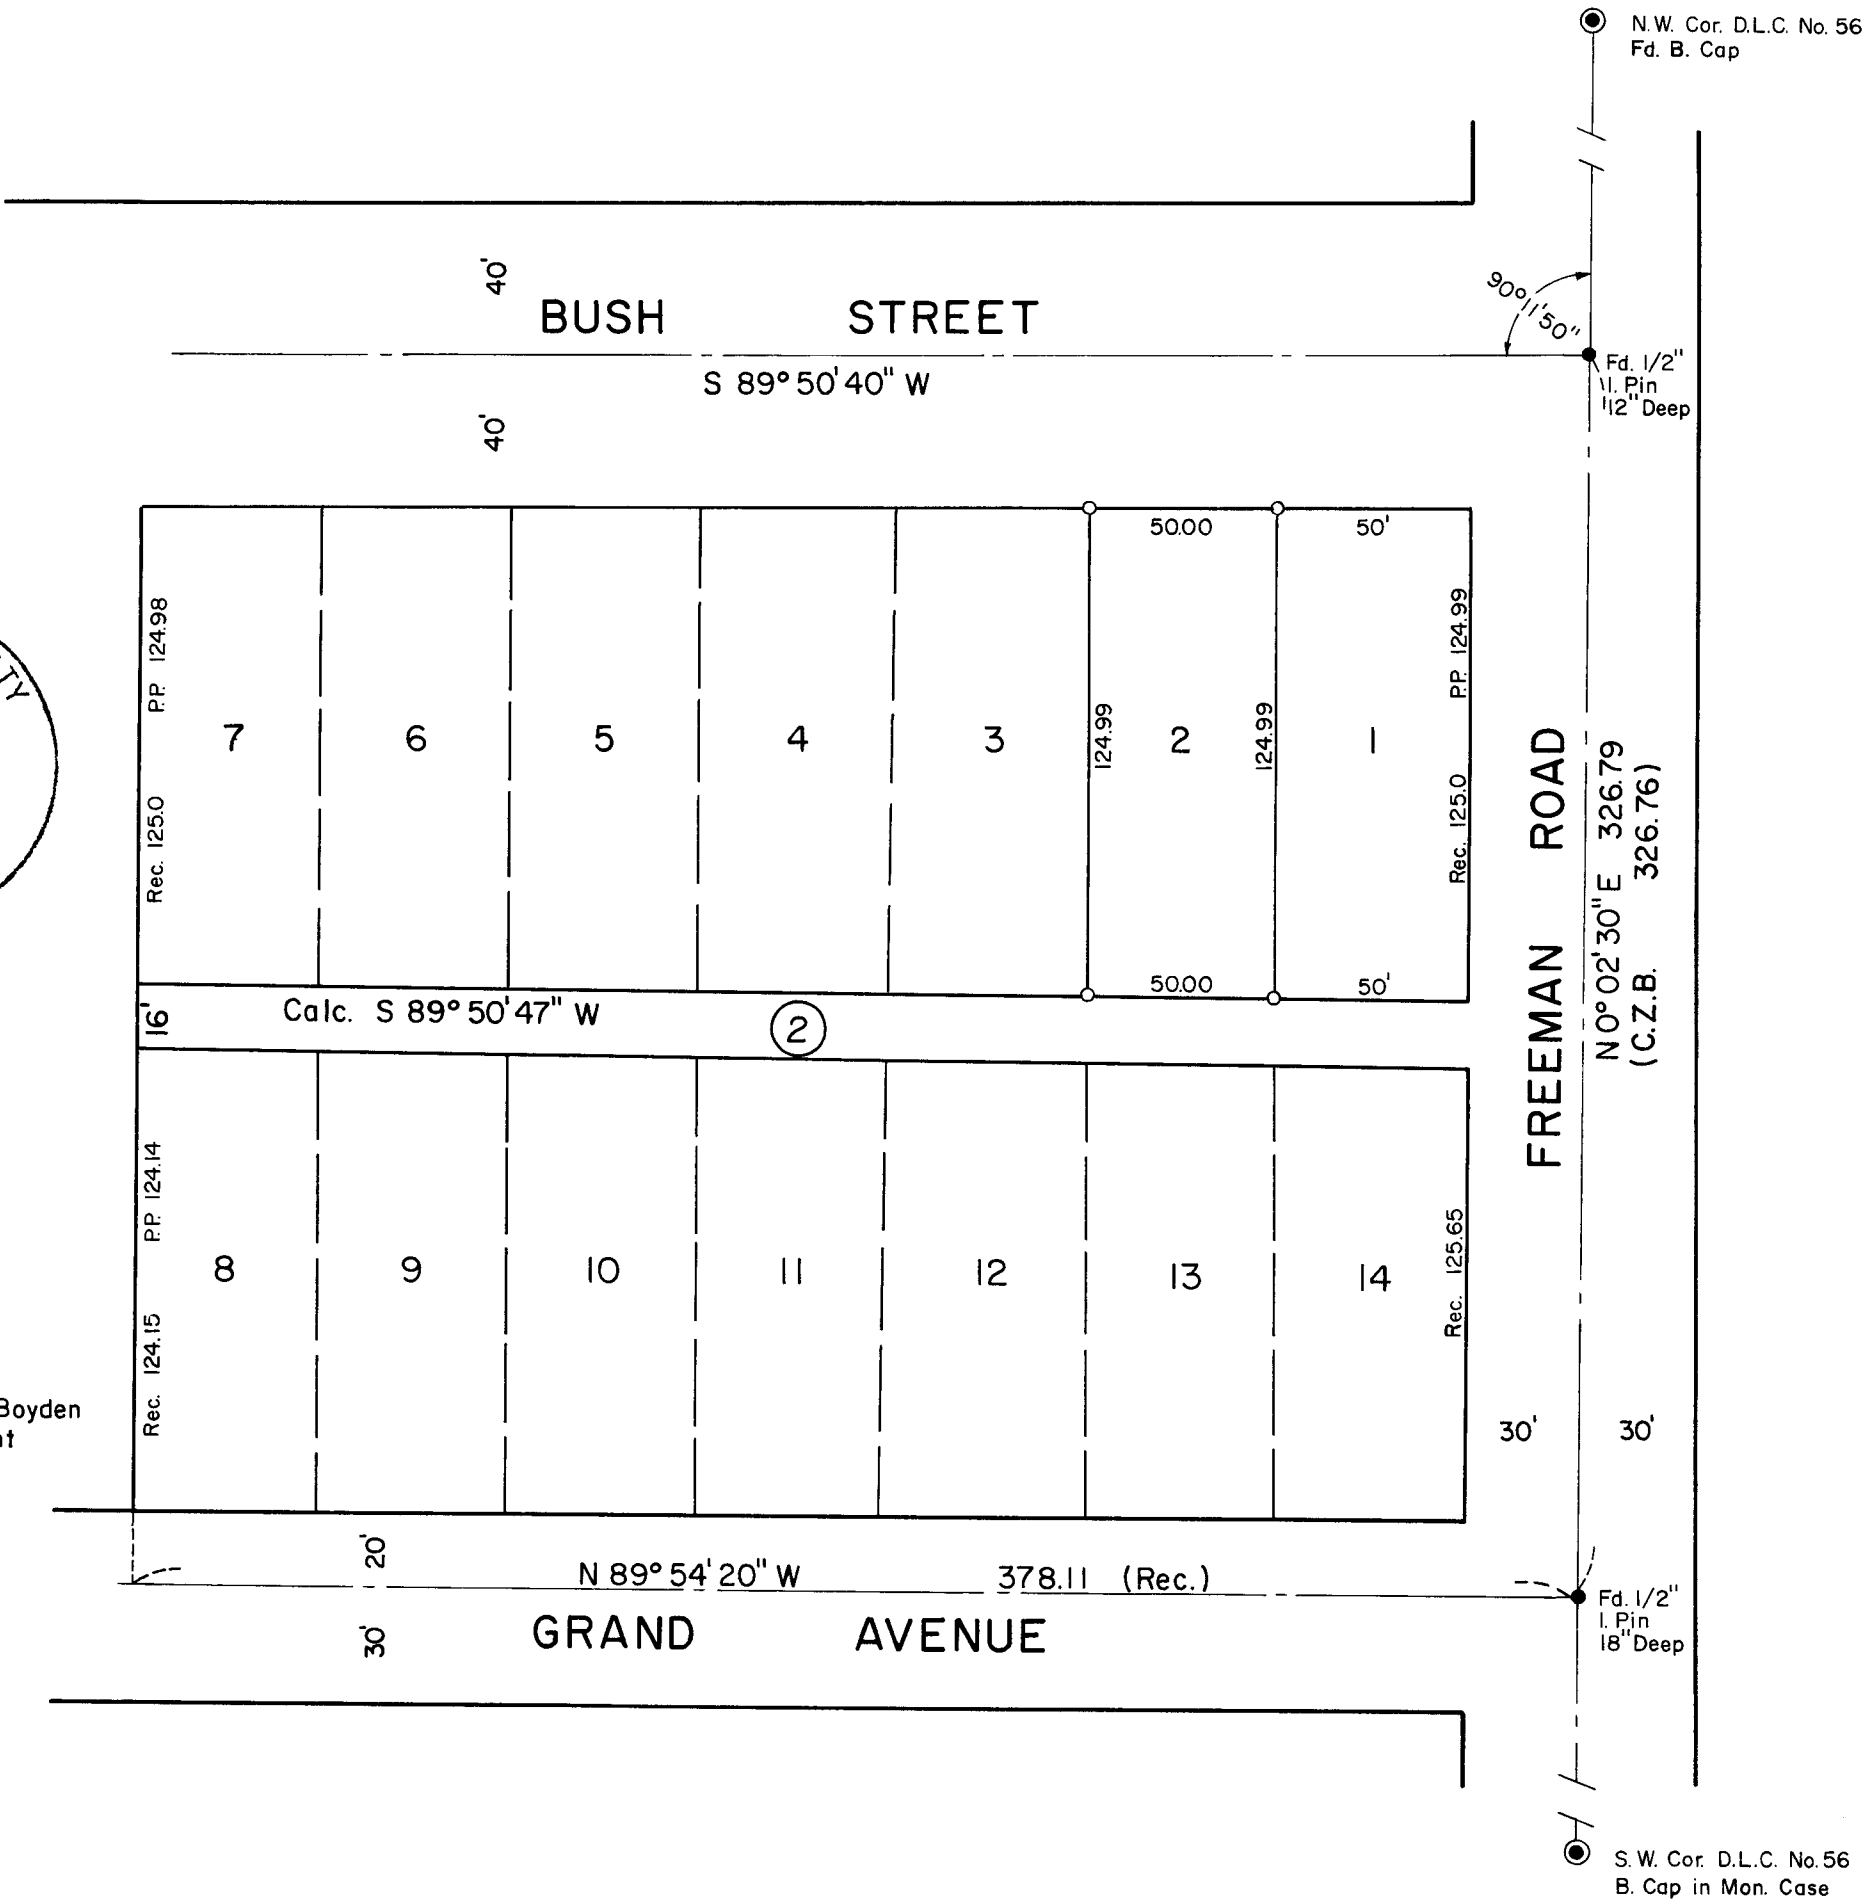 N.W. Cor. D.L.C. No. 56
Fd. B. Cap
40'
BUSH STREET
90°11'50"
S 89°50'40" W
Fd. 1/2"
I. Pin
12" Deep
40'
50.00
50'
TY
Rec. 125.0 P.P. 124.98
7
6
5
4
3
124.99
2
124.99
1
Rec. 125.0 P.P. 124.99
FREEMAN ROAD
N 0°02'30" E 326.79
(C.Z.B. 326.76)
50.00
50'
16'
Calc. S 89°50'47" W
2
Rec. 124.15 P.P. 124.14
8
9
10
11
12
13
14
Rec. 125.65
Boyden
30'
30'
20'
N 89°54'20" W 378.11 (Rec.)
30'
GRAND AVENUE
Fd. 1/2"
I. Pin
18" Deep
S.W. Cor. D.L.C. No. 56
B. Cap in Mon. Case